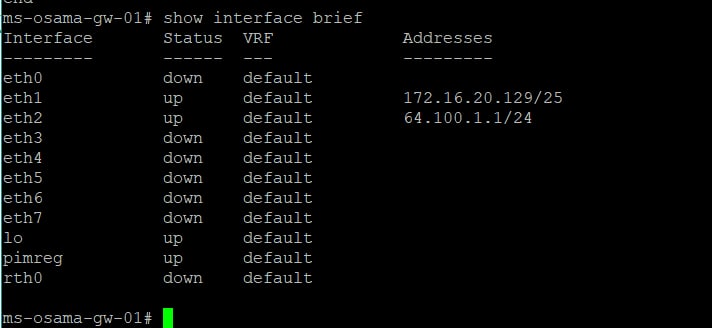 end
ms-osama-gw-01# show interface brief
Interface       Status  VRF             Addresses
---------       ------  ---             ---------
eth0            down    default
eth1            up      default         172.16.20.129/25
eth2            up      default         64.100.1.1/24
eth3            down    default
eth4            down    default
eth5            down    default
eth6            down    default
eth7            down    default
lo              up      default
pimreg          up      default
rth0            down    default
ms-osama-gw-01#